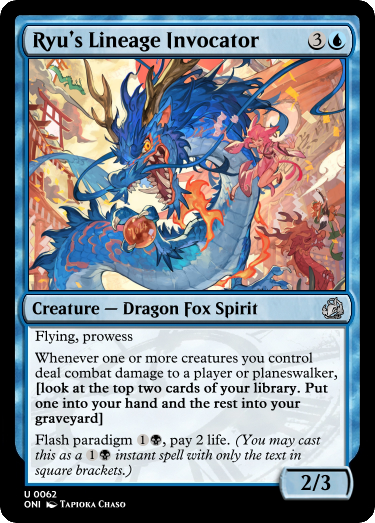 Ryu's Lineage Invocator 3
Creature — Dragon Fox Spirit
Flying, prowess
Whenever one or more creatures you control
deal combat damage to a player or planeswalker,
[look at the top two cards of your library. Put
one into your hand and the rest into your
graveyard]
Flash paradigm 1, pay 2 life. (You may cast
this as a 1 instant spell with only the text in
square brackets.)
2/3
U 0062
ONI Tapioka Chaso